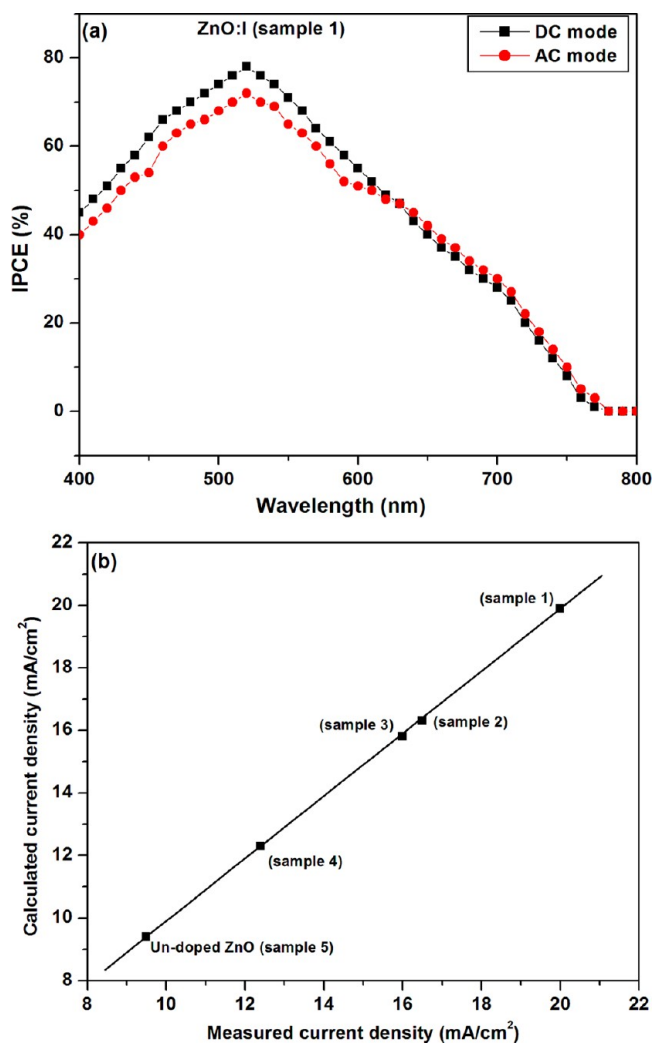 (a)
ZnO:I (sample 1)
DC mode
AC mode
80
60
40
20
0
IPCE (%)
400
500
600
700
800
Wavelength (nm)
(b)
22
20
18
16
14
12
10
8
Calculated current density (mA/cm²)
(sample 1)
(sample 3)
(sample 2)
(sample 4)
Un-doped ZnO (sample 5)
8
10
12
14
16
18
20
22
Measured current density (mA/cm²)